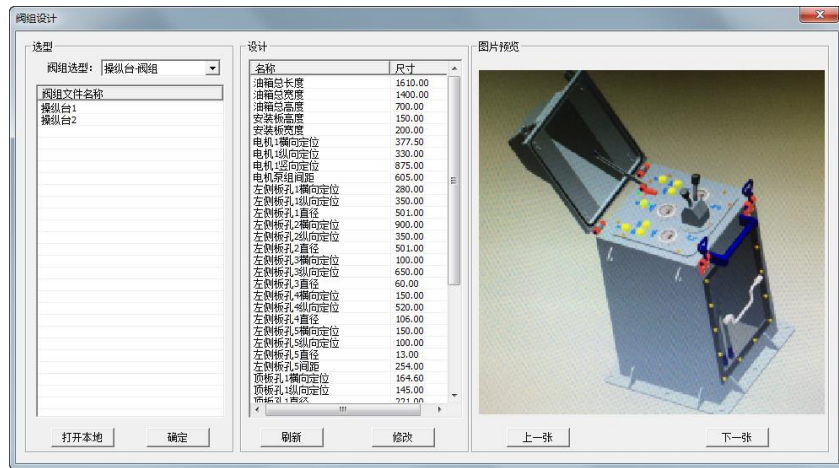 阀组设计
选型
阀组选型： 操纵台-阀组
阀组文件名称
操纵台1
操纵台2
打开本地 确定
设计
名称 尺寸
油箱总长度 1610.00
油箱总宽度 1400.00
油箱总高度 700.00
安装板高度 150.00
安装板宽度 200.00
电机1横向定位 377.50
电机1纵向定位 330.00
电机1竖向定位 875.00
电机泵组间距 605.00
左侧板孔1横向定位 280.00
左侧板孔1纵向定位 350.00
左侧板孔1直径 501.00
左侧板孔2横向定位 900.00
左侧板孔2纵向定位 350.00
左侧板孔2直径 501.00
左侧板孔3横向定位 100.00
左侧板孔3纵向定位 650.00
左侧板孔3直径 60.00
左侧板孔4横向定位 150.00
左侧板孔4纵向定位 520.00
左侧板孔4直径 106.00
左侧板孔5横向定位 150.00
左侧板孔5纵向定位 100.00
左侧板孔5直径 13.00
左侧板孔5间距 254.00
顶板孔1横向定位 164.60
顶板孔1纵向定位 145.00
顶板孔1直径 221.00
刷新 修改
图片预览
上一张 下一张